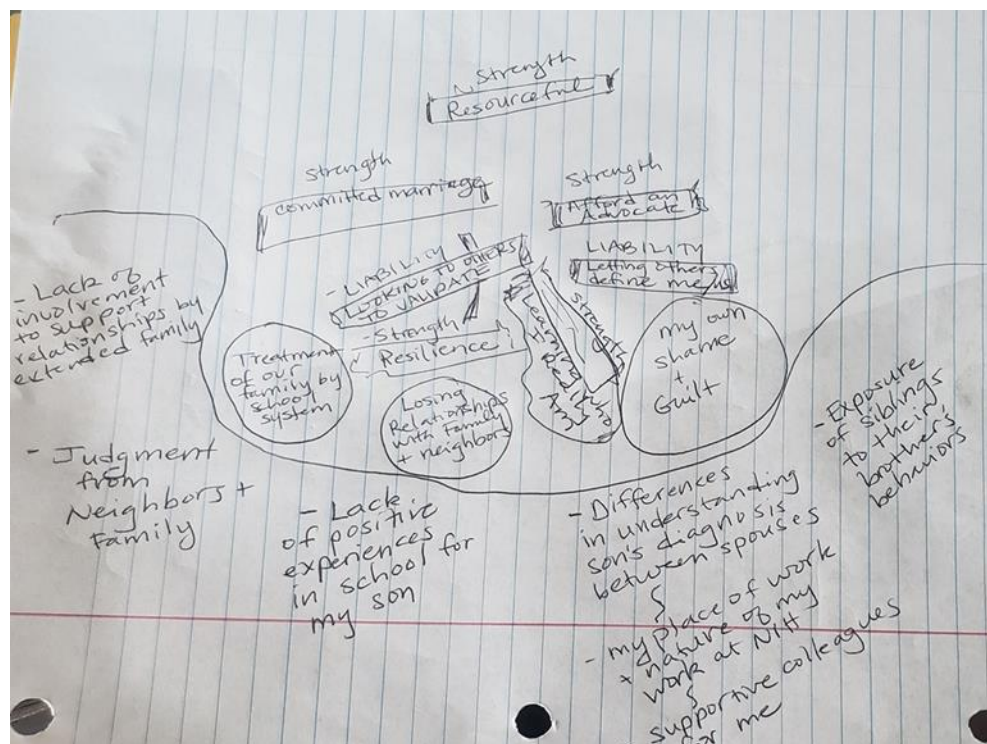 Strength
Resourceful
Strength
committed marriage
Strength
Afford an
Advocate
- LIABILITY
LOOKING TO OTHERS
TO VALIDATE
LIABILITY
Letting others
define me/us
- Strength
Resilience
Strength
Learning
Treatment
of our
family by
school
system
Losing
Relationships
with Family
+ neighbors
my own
shame
+
Guilt
- Lack of
involvement
to support
relationships by
extended family
- Judgment
from
Neighbors +
Family
- Lack
of positive
experiences
in school for
my son
- Differences
in understanding
son's diagnosis
between spouses
- my place of work
+ nature of my
work at NIH
supportive colleagues
for me
- Exposure
of siblings
to their
brother's
behaviors